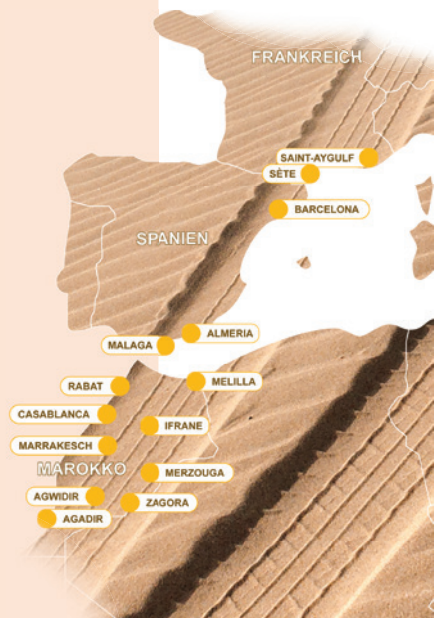 FRANKREICH
SAINT-AYGULF
SÈTE
BARCELONA
SPANIEN
ALMERIA
MALAGA
MELILLA
RABAT
CASABLANCA
IFRANE
MARRAKESCH
MAROKKO
MERZOUGA
AGWIDIR
ZAGORA
AGADIR